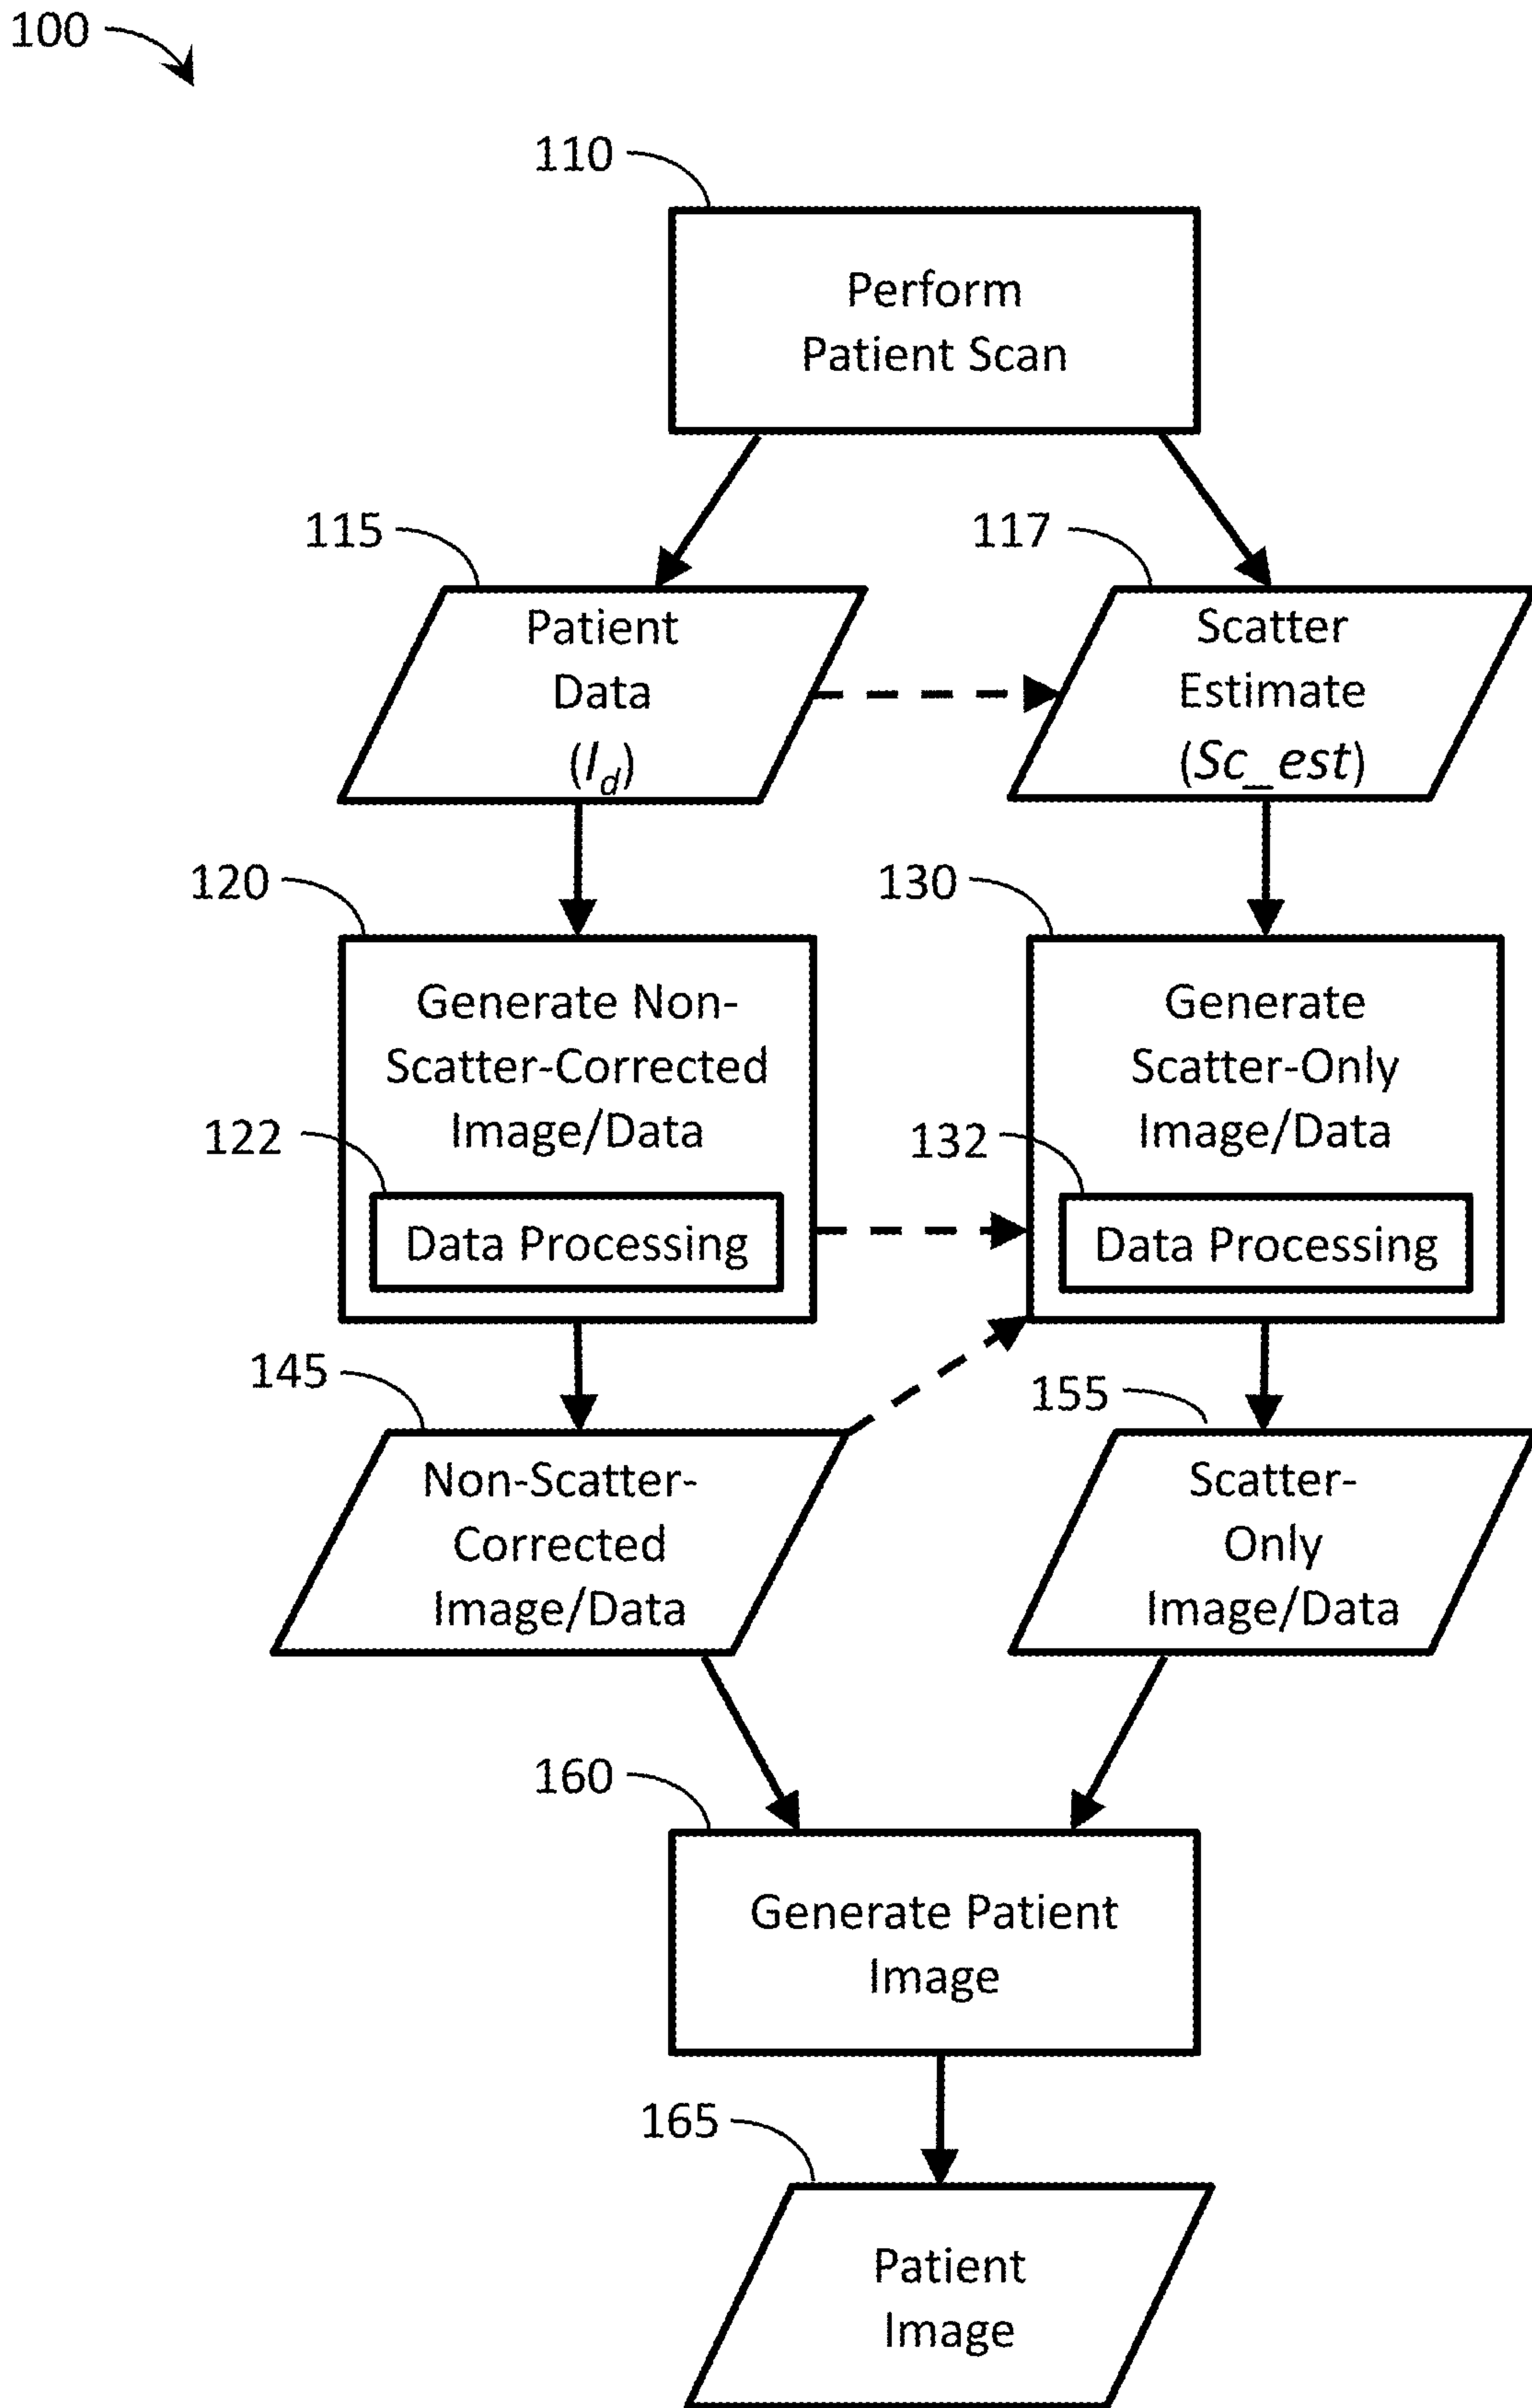 100
110
Perform
Patient Scan
115
Patient
Data
(I_d)
117
Scatter
Estimate
(Sc_est)
120
Generate Non-
Scatter-Corrected
Image/Data
122
Data Processing
130
Generate
Scatter-Only
Image/Data
132
Data Processing
145
Non-Scatter-
Corrected
Image/Data
155
Scatter-
Only
Image/Data
160
Generate Patient
Image
165
Patient
Image